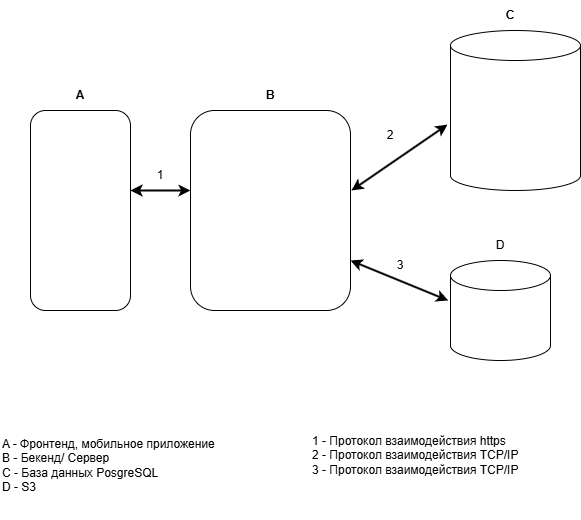 C
A
B
2
1
D
3
А - Фронтенд, мобильное приложение
В - Бекенд/ Сервер
С - База данных PosgreSQL
D - S3
1 - Протокол взаимодействия https
2 - Протокол взаимодействия TCP/IP
3 - Протокол взаимодействия TCP/IP